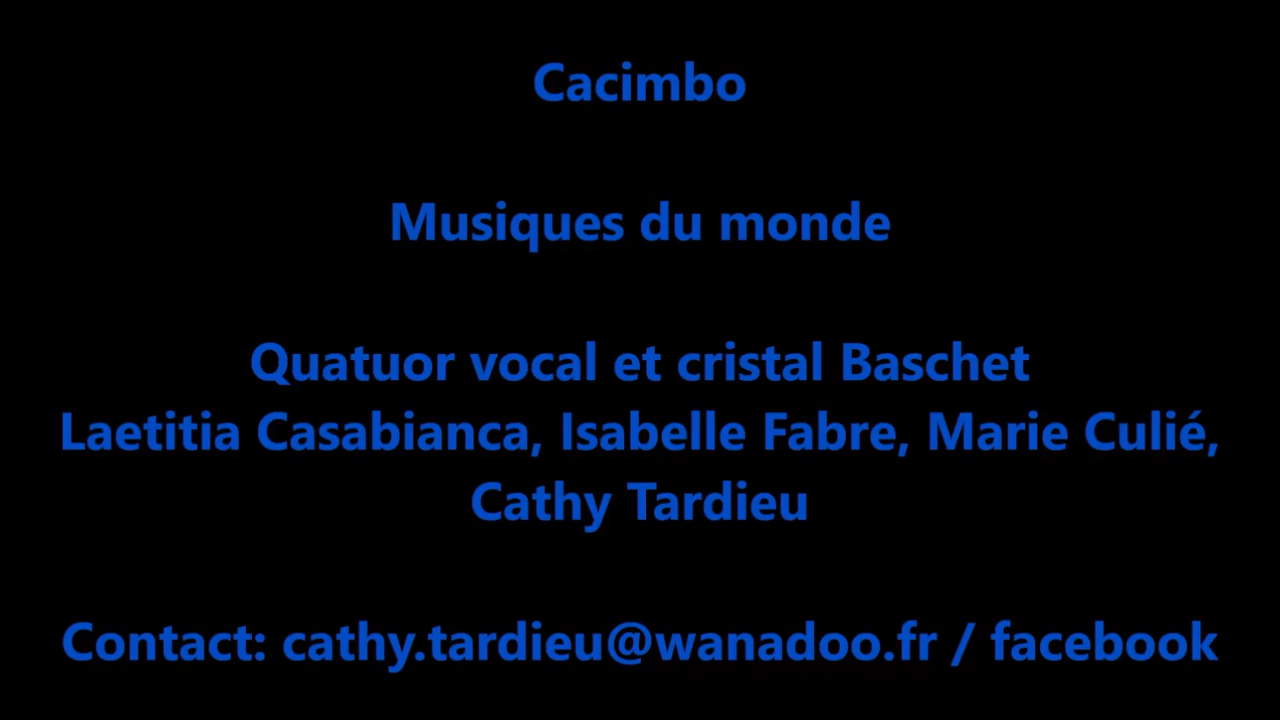 Cacimbo
Musiques du monde
Quatuor vocal et cristal Baschet
Laetitia Casabianca, Isabelle Fabre, Marie Culié,
Cathy Tardieu
Contact: cathy.tardieu@wanadoo.fr / facebook